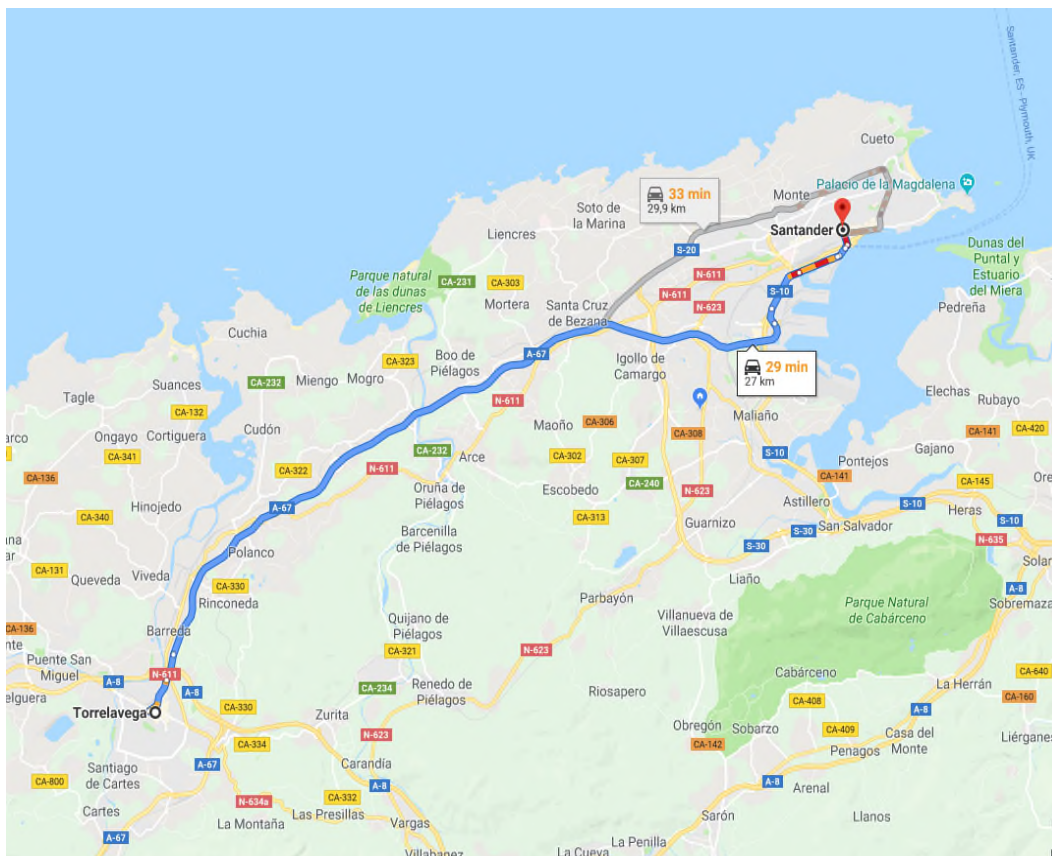 Santander, ES - Plymouth, UK
Cueto
Palacio de la Magdalena
Monte
33 min
29,9 km
Soto de
la Marina
Santander
Liencres
S-20
Dunas del
Puntal y
Estuario
del Miera
Parque natural
de las dunas
de Liencres
CA-231
CA-303
N-611
N-611
S-10
Mortera
N-623
Pedreña
Santa Cruz
de Bezana
Cuchia
CA-323
Boo de
Piélagos
A-67
Igollo de
Camargo
29 min
27 km
Suances
Miengo
Mogro
CA-232
Tagle
Elechas
Rubayo
N-611
CA-132
Maliaño
arco
Ongayo
Cortiguera
Cudón
Maoño
CA-306
CA-308
CA-141
CA-420
CA-341
CA-232
Gajano
CA-322
N-611
Arce
CA-302
CA-307
S-10
Pontejos
CA-136
CA-141
CA-145
Ore
Oruña de
Piélagos
Escobedo
CA-240
N-623
Astillero
S-10
Hinojedo
A-67
Heras
CA-340
CA-313
Guarnizo
San Salvador
S-10
Barcenilla
de Piélagos
S-30
S-30
N-635
ana
ar
Polanco
Solar
CA-131
Viveda
Liaño
Queveda
CA-330
A-8
Rinconeda
Parbayón
Parque Natural
de Cabárceno
Sobremaza
Villanueva de
Villaescusa
CA-136
Barreda
Quijano de
Piélagos
nte
Puente San
Miguel
CA-321
N-623
N-611
Cabárceno
CA-640
A-8
A-8
CA-234
Renedo de
Piélagos
Riosapero
La Herrán
CA-160
elguera
CA-408
Torrelavega
CA-330
Zurita
A-8
Obregón
Sobarzo
CA-409
Casa del
Monte
Liérganes
CA-334
N-623
CA-142
Penagos
Santiago
de Cartes
A-67
Carandía
CA-800
A-8
A-8
Arenal
CA-332
Cartes
N-634a
Las Presillas
La Montaña
Vargas
Sarón
Llanos
A-67
La Penilla
Villabanez
La Cueva